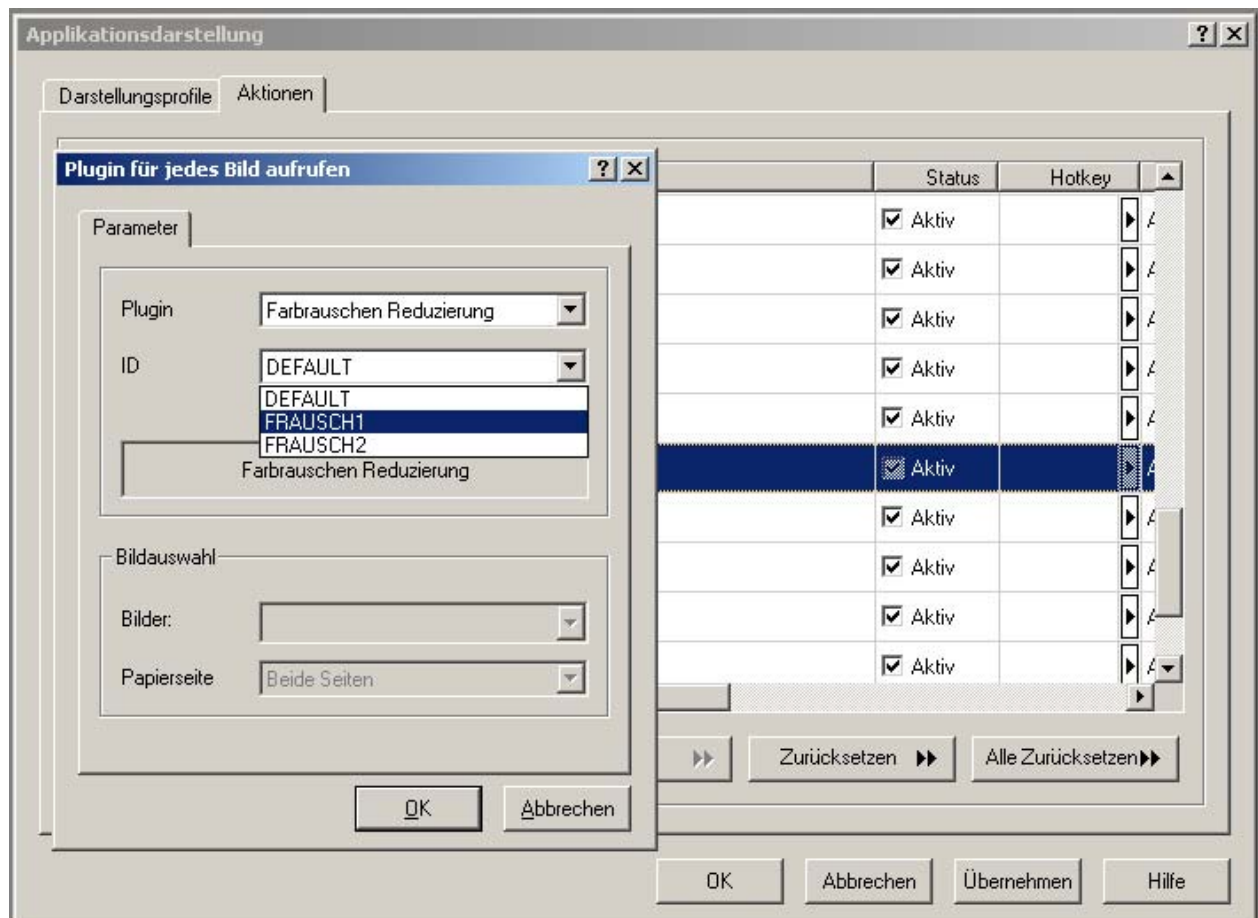 Applikationsdarstellung
Darstellungsprofile Aktionen
Plugin für jedes Bild aufrufen
Status Hotkey
Parameter
Aktiv
Aktiv
Plugin Farbrauschen Reduzierung
Aktiv
ID DEFAULT
Aktiv
DEFAULT
FRAUSCH1
Aktiv
FRAUSCH2
Farbrauschen Reduzierung
Aktiv
Aktiv
Bildauswahl
Aktiv
Bilder:
Aktiv
Papierseite Beide Seiten
Aktiv
Zurücksetzen Alle Zurücksetzen
OK Abbrechen
OK Abbrechen Übernehmen Hilfe